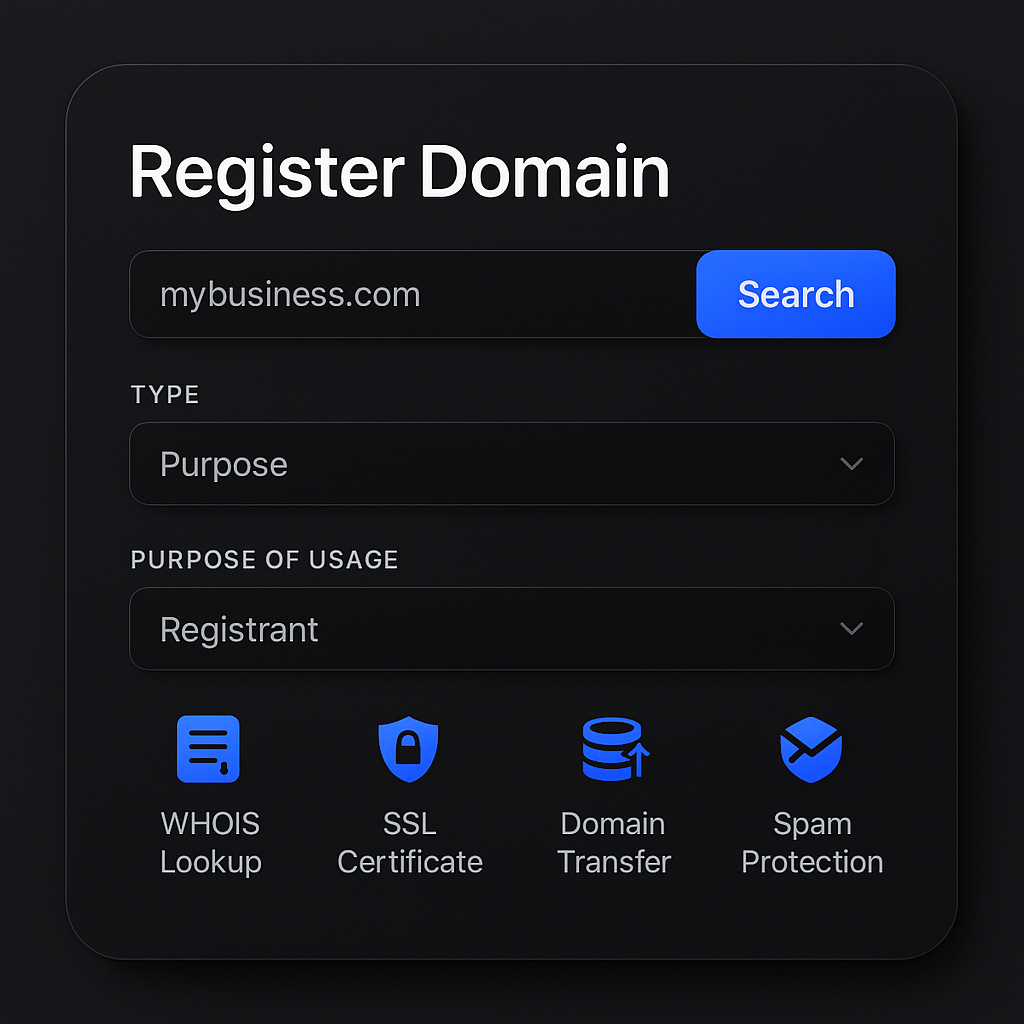 Register Domain
mybusiness.com
Search
TYPE
Purpose
PURPOSE OF USAGE
Registrant
WHOIS
Lookup
SSL
Certificate
Domain
Transfer
Spam
Protection